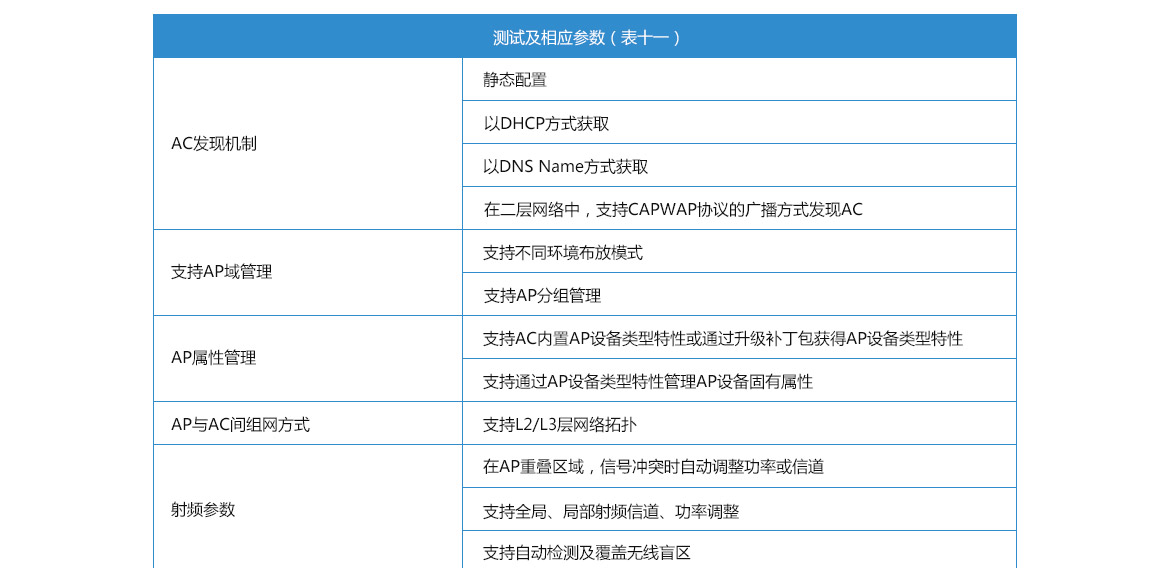 测试及相应参数（表十一）
AC发现机制
静态配置
以DHCP方式获取
以DNS Name方式获取
在二层网络中，支持CAPWAP协议的广播方式发现AC
支持AP域管理
支持不同环境布放模式
支持AP分组管理
AP属性管理
支持AC内置AP设备类型特性或通过升级补丁包获得AP设备类型特性
支持通过AP设备类型特性管理AP设备固有属性
AP与AC间组网方式
支持L2/L3层网络拓扑
射频参数
在AP重叠区域，信号冲突时自动调整功率或信道
支持全局、局部射频信道、功率调整
支持自动检测及覆盖无线盲区